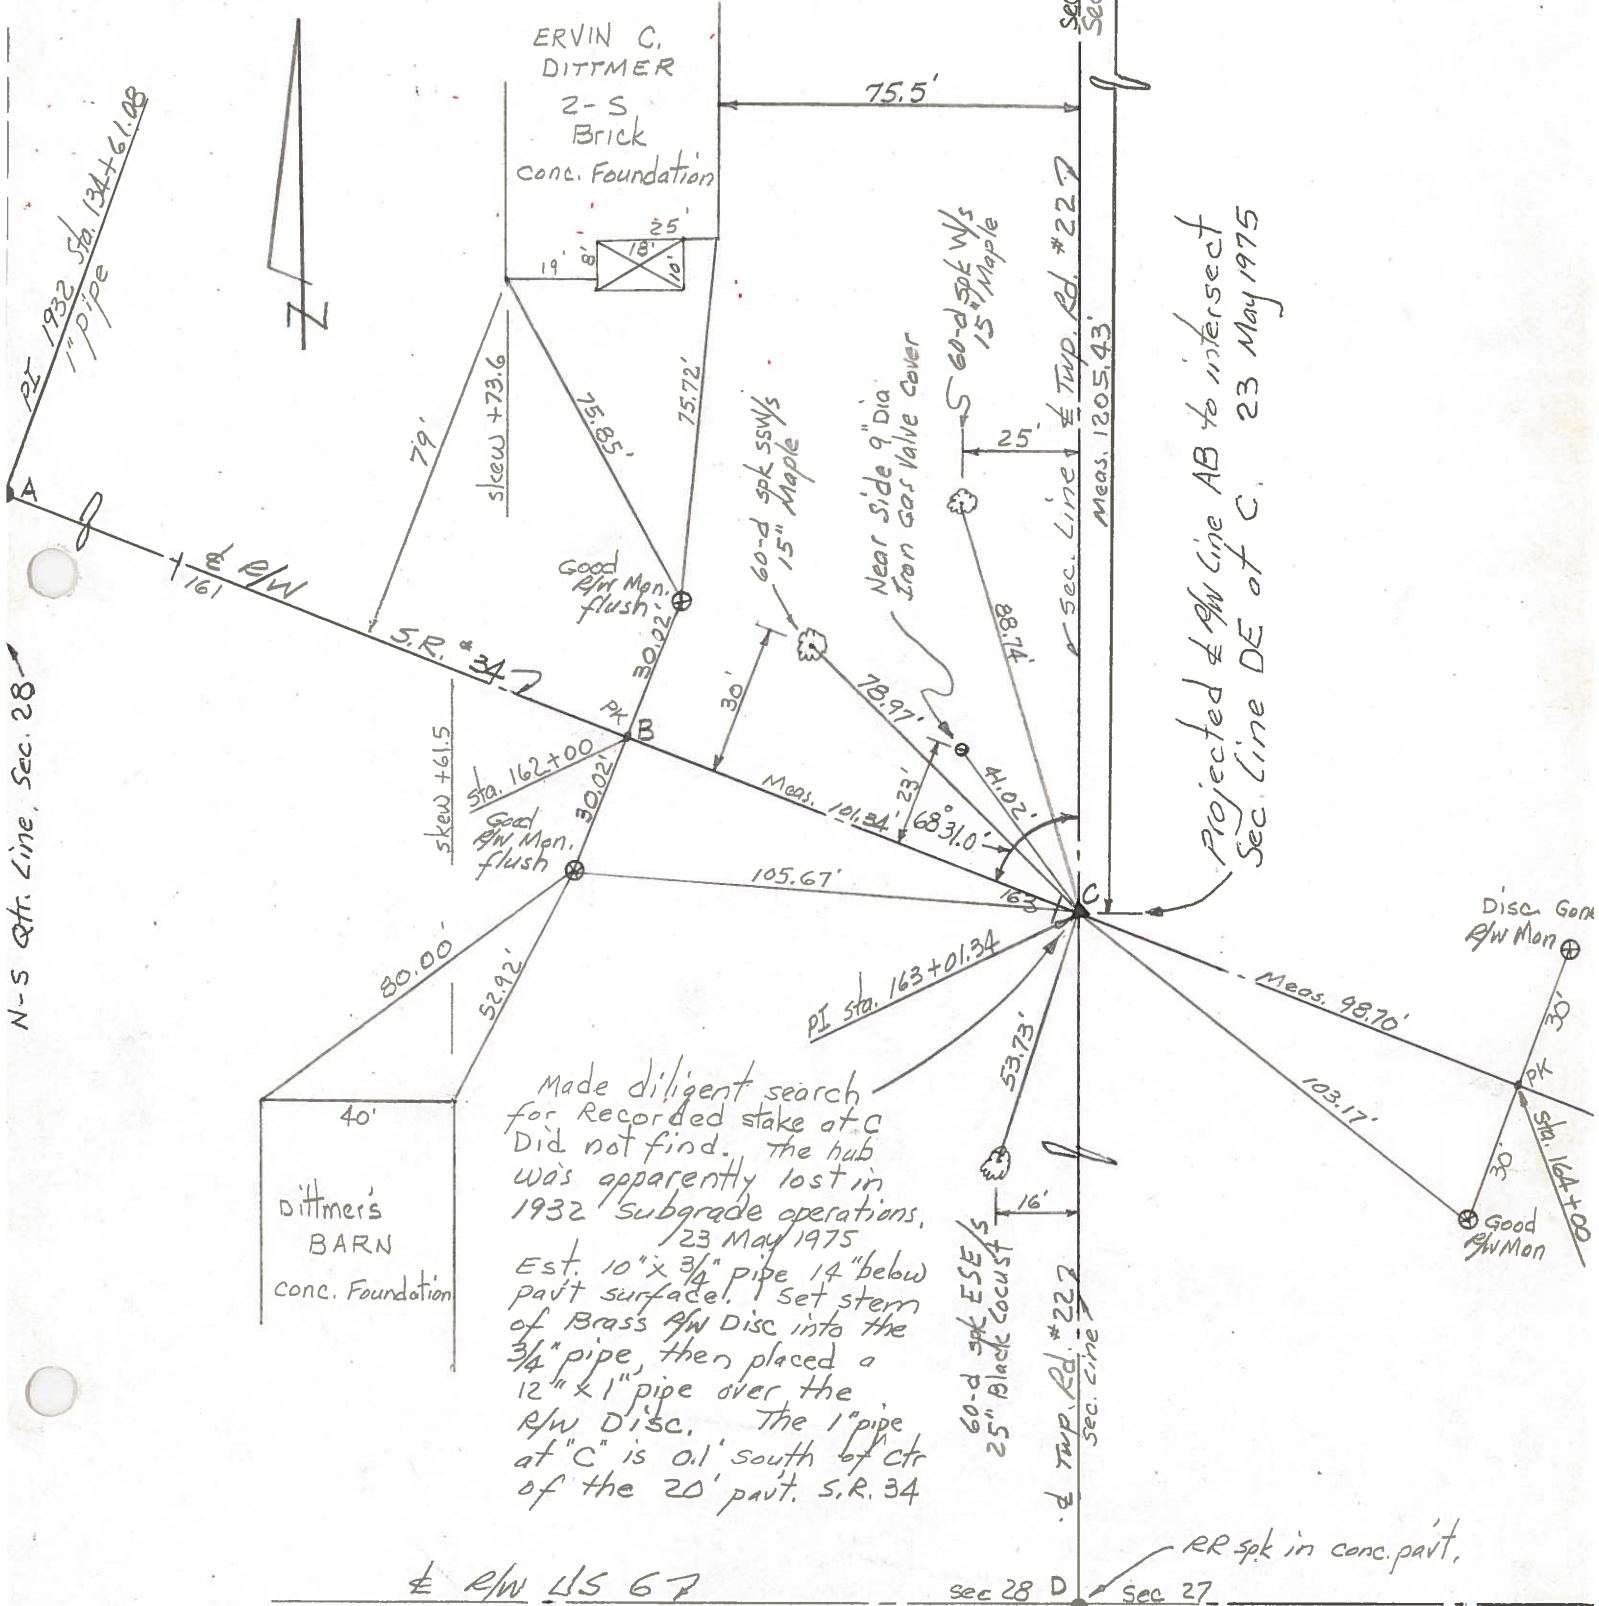 ERVIN C.
DITTMER
2-S
Brick
conc. Foundation
75.5'
Sec
Sec
PI 1932 Sta. 134+61.08
1" pipe
25'
18'
8'
10'
19'
N
A
79'
skew +73.6
75.85'
75.72'
60-d spk SSW/s
15" Maple
Near Side 9" Dia
Iron Gas Valve Cover
60-d spk W/s
15" Maple
25'
Sec. Line ℄ Twp. Rd. #227
Meas. 1205.43'
Projected ℄ R/W Line AB to intersect
Sec. Line DE at C. 23 May 1975
℄ R/W
161
S.R. #34
Good
R/W Mon.
flush
30.02'
PK
B
30'
78.97'
88.74'
41.02'
23'
68° 31.0'
Meas. 101.34'
N-S Qtr. Line, Sec. 28
skew +61.5
Sta. 162+00
30.02'
Good
R/W Mon.
flush
105.67'
163
C
PI Sta. 163+01.34
80.00'
52.92'
53.73'
Disc Gone
R/W Mon
Meas. 98.70'
30'
PK
103.17'
30'
Sta. 164+00
Good
R/W Mon
40'
Dittmer's
BARN
conc. Foundation
Made diligent search
for Recorded stake at C
Did not find. The hub
was apparently lost in
1932 Subgrade operations.
23 May 1975
Est. 10" x 3/4" pipe 14" below
pav't surface. Set stem
of Brass R/W Disc into the
3/4" pipe, then placed a
12" x 1" pipe over the
R/W Disc. The 1" pipe
at "C" is 0.1' South of Ctr
of the 20' pav't. S.R. 34
16'
60-d spk ESE/s
25" Black Locust
℄ Twp. Rd. #227
Sec. Line
RR spk in conc. pav't.
℄ R/W US 67
Sec 28 D Sec 27